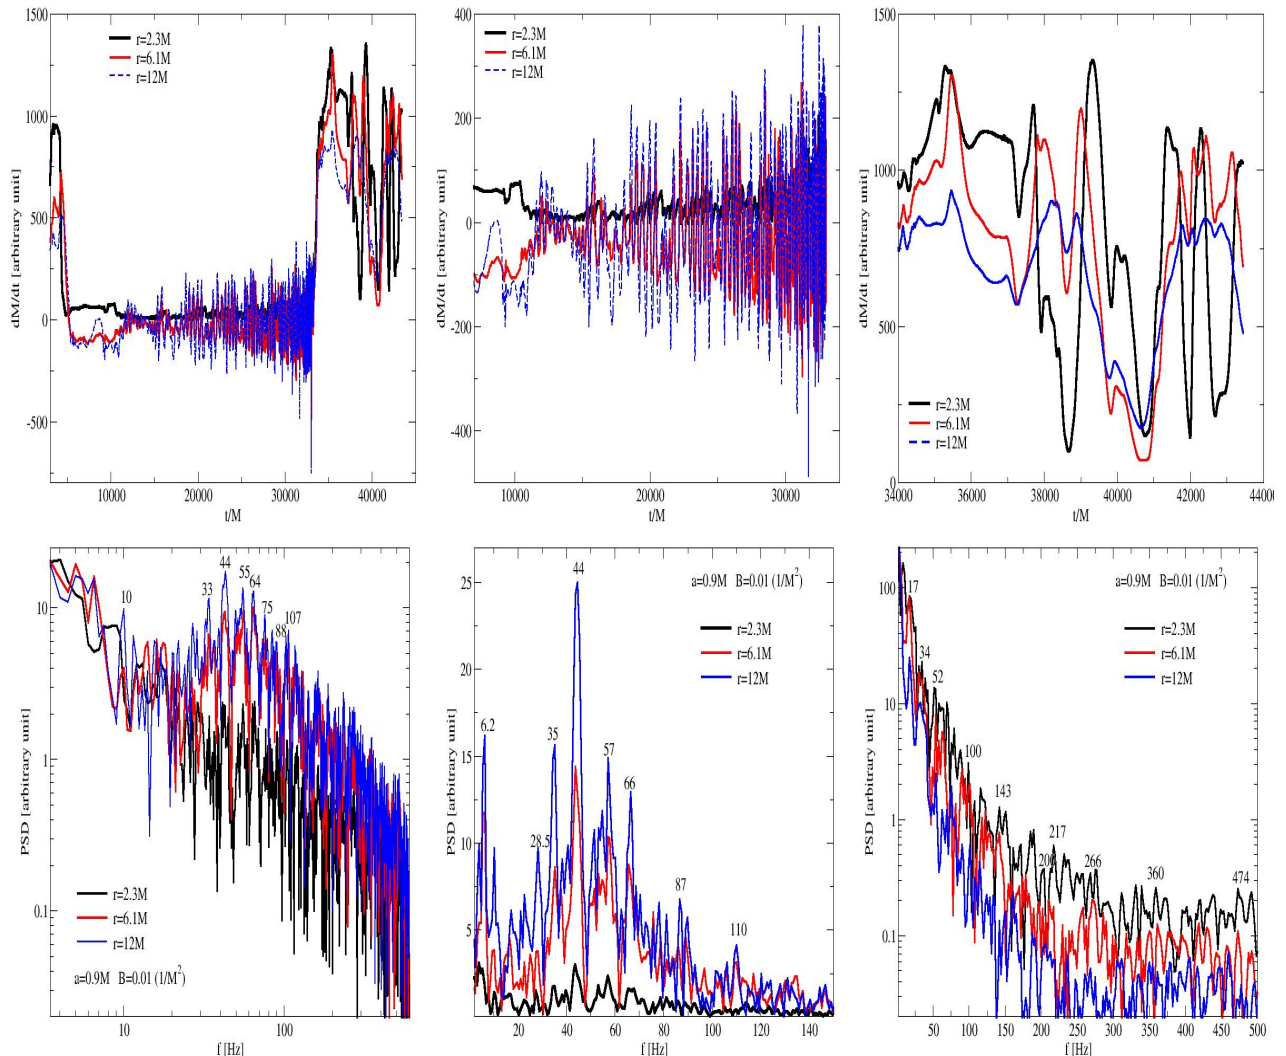 1500
1000
500
0
-500
10000 20000 30000 40000
t/M
dM/dt [arbitrary unit]
r=2.3M
r=6.1M
r=12M
400
200
0
-200
-400
10000 20000 30000
t/M
dM/dt [arbitrary unit]
r=2.3M
r=6.1M
r=12M
1500
1000
500
0
34000 36000 38000 40000 42000 44000
t/M
dM/dt [arbitrary unit]
r=2.3M
r=6.1M
r=12M
10
1
0.1
10 100
f [Hz]
PSD [arbitrary unit]
10 33 44 55 64 75 88 107
r=2.3M
r=6.1M
r=12M
a=0.9M B=0.01 (1/M²)
25
20
15
10
5
20 40 60 80 100 120 140
f [Hz]
PSD [arbitrary unit]
6.2 28.5 35 44 57 66 87 110
a=0.9M B=0.01 (1/M²)
r=2.3M
r=6.1M
r=12M
100
10
1
0.1
50 100 150 200 250 300 350 400 450 500
f [Hz]
PSD [arbitrary unit]
17 34 52 100 143 217 266 360 474
a=0.9M B=0.01 (1/M²)
r=2.3M
r=6.1M
r=12M